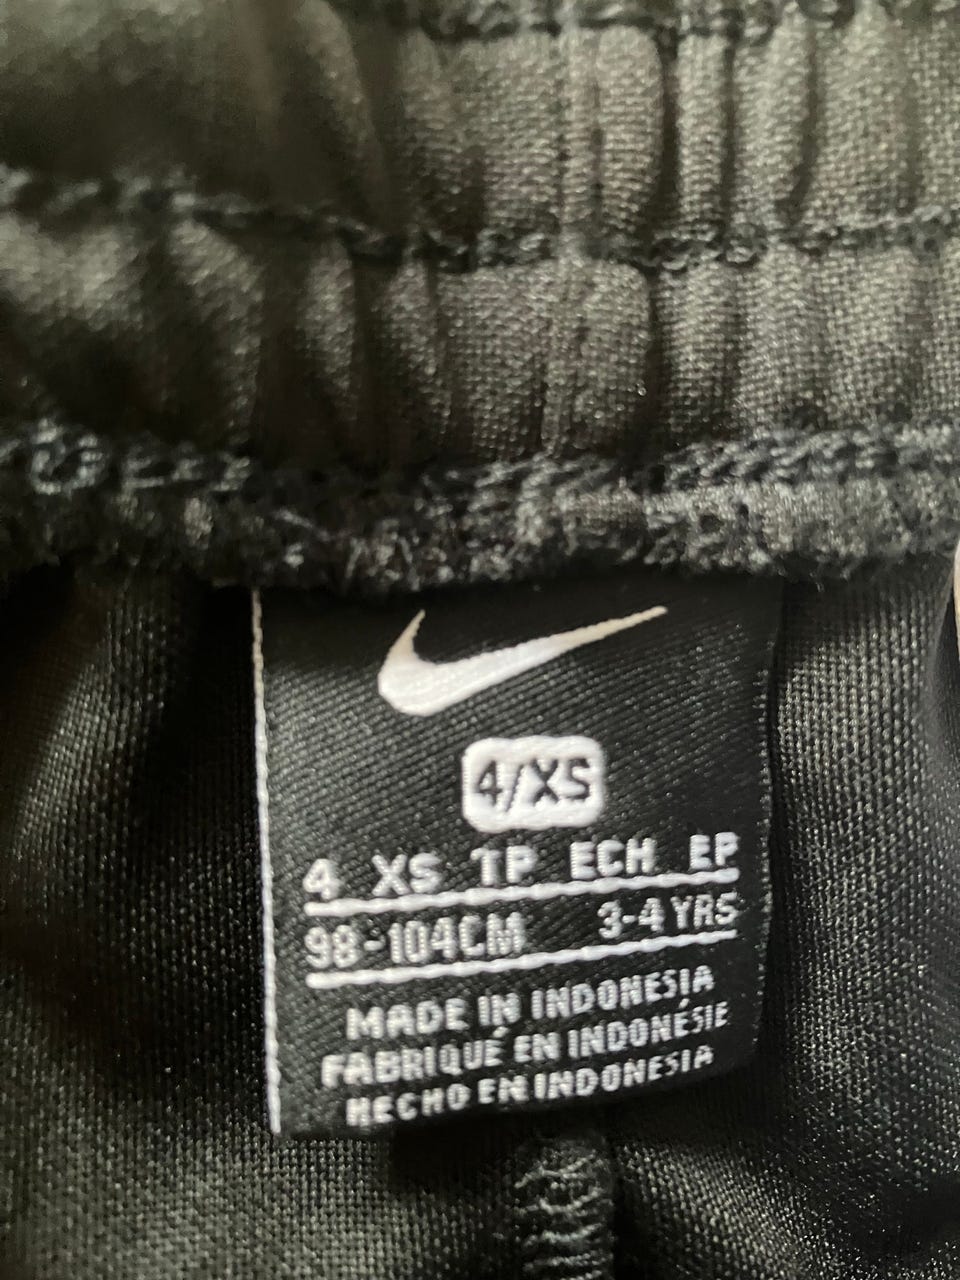 4/XS
4 XS TP ECH EP
98-104CM 3-4 YRS
MADE IN INDONESIA
FABRIQUÉ EN INDONÉSIE
HECHO EN INDONESIA